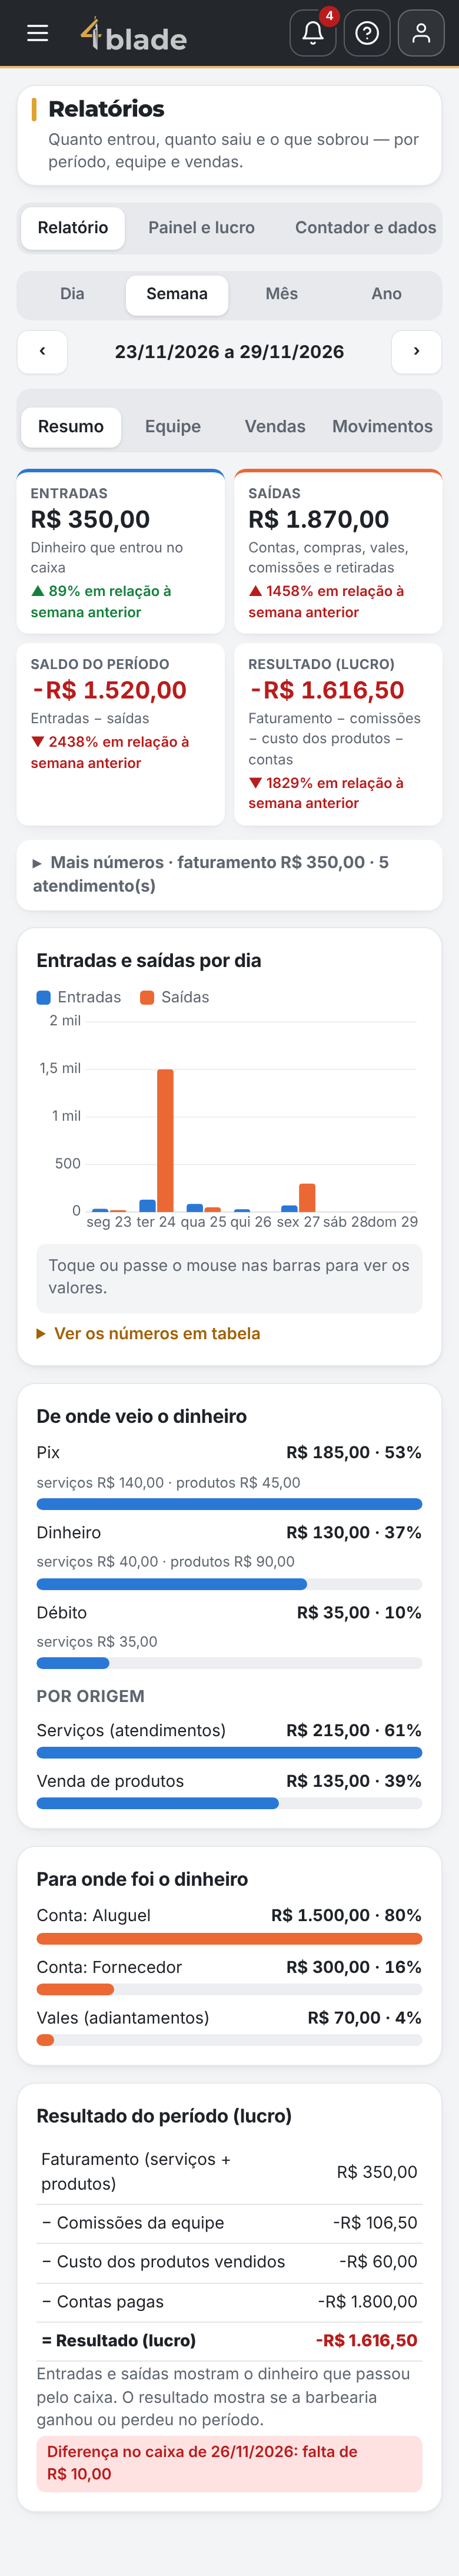 4blade
4
Relatórios
Quanto entrou, quanto saiu e o que sobrou — por
período, equipe e vendas.
Relatório Painel e lucro Contador e dados
Dia Semana Mês Ano
‹ 23/11/2026 a 29/11/2026 ›
Resumo Equipe Vendas Movimentos
ENTRADAS
R$ 350,00
Dinheiro que entrou no
caixa
▲ 89% em relação à
semana anterior
SAÍDAS
R$ 1.870,00
Contas, compras, vales,
comissões e retiradas
▲ 1458% em relação à
semana anterior
SALDO DO PERÍODO
-R$ 1.520,00
Entradas − saídas
▼ 2438% em relação à
semana anterior
RESULTADO (LUCRO)
-R$ 1.616,50
Faturamento − comissões
− custo dos produtos −
contas
▼ 1829% em relação à
semana anterior
▸ Mais números · faturamento R$ 350,00 · 5
atendimento(s)
Entradas e saídas por dia
Entradas Saídas
2 mil
1,5 mil
1 mil
500
0
seg 23 ter 24 qua 25 qui 26 sex 27 sáb 28 dom 29
Toque ou passe o mouse nas barras para ver os
valores.
▸ Ver os números em tabela
De onde veio o dinheiro
Pix R$ 185,00 · 53%
serviços R$ 140,00 · produtos R$ 45,00
Dinheiro R$ 130,00 · 37%
serviços R$ 40,00 · produtos R$ 90,00
Débito R$ 35,00 · 10%
serviços R$ 35,00
POR ORIGEM
Serviços (atendimentos) R$ 215,00 · 61%
Venda de produtos R$ 135,00 · 39%
Para onde foi o dinheiro
Conta: Aluguel R$ 1.500,00 · 80%
Conta: Fornecedor R$ 300,00 · 16%
Vales (adiantamentos) R$ 70,00 · 4%
Resultado do período (lucro)
Faturamento (serviços +
produtos) R$ 350,00
− Comissões da equipe -R$ 106,50
− Custo dos produtos vendidos -R$ 60,00
− Contas pagas -R$ 1.800,00
= Resultado (lucro) -R$ 1.616,50
Entradas e saídas mostram o dinheiro que passou
pelo caixa. O resultado mostra se a barbearia
ganhou ou perdeu no período.
Diferença no caixa de 26/11/2026: falta de
R$ 10,00